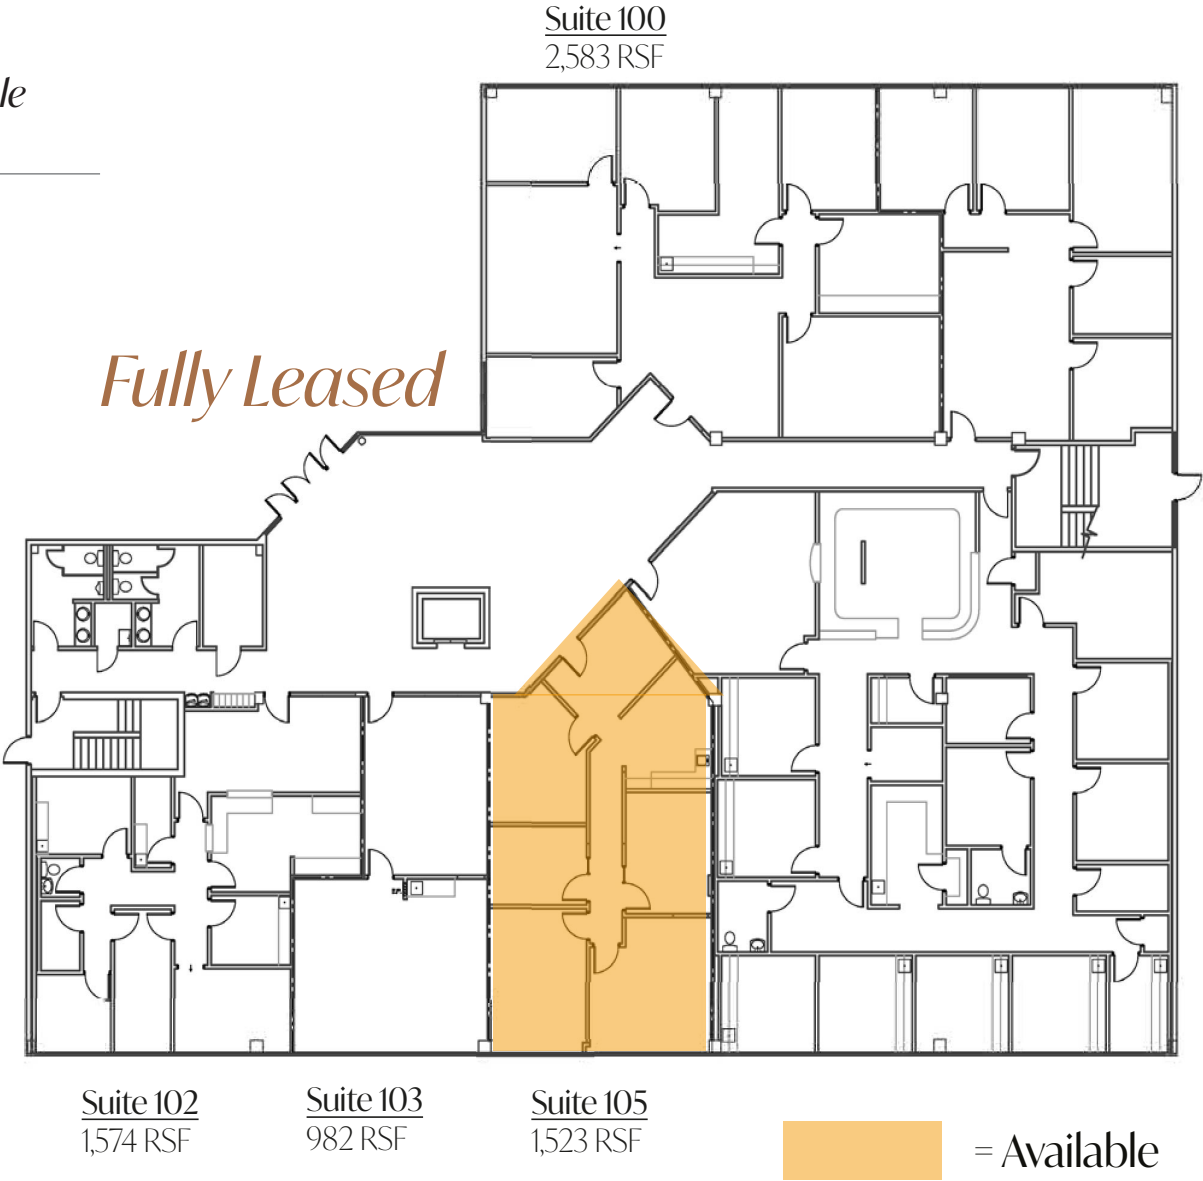 Suite 100
2,583 RSF
le
Fully Leased
Suite 102
1,574 RSF
Suite 103
982 RSF
Suite 105
1,523 RSF
= Available